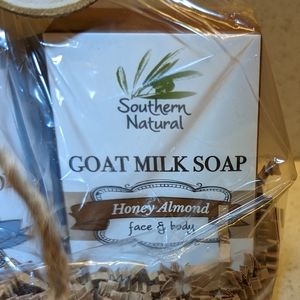 Southern
Natural
GOAT MILK SOAP
Honey Almond
face & body